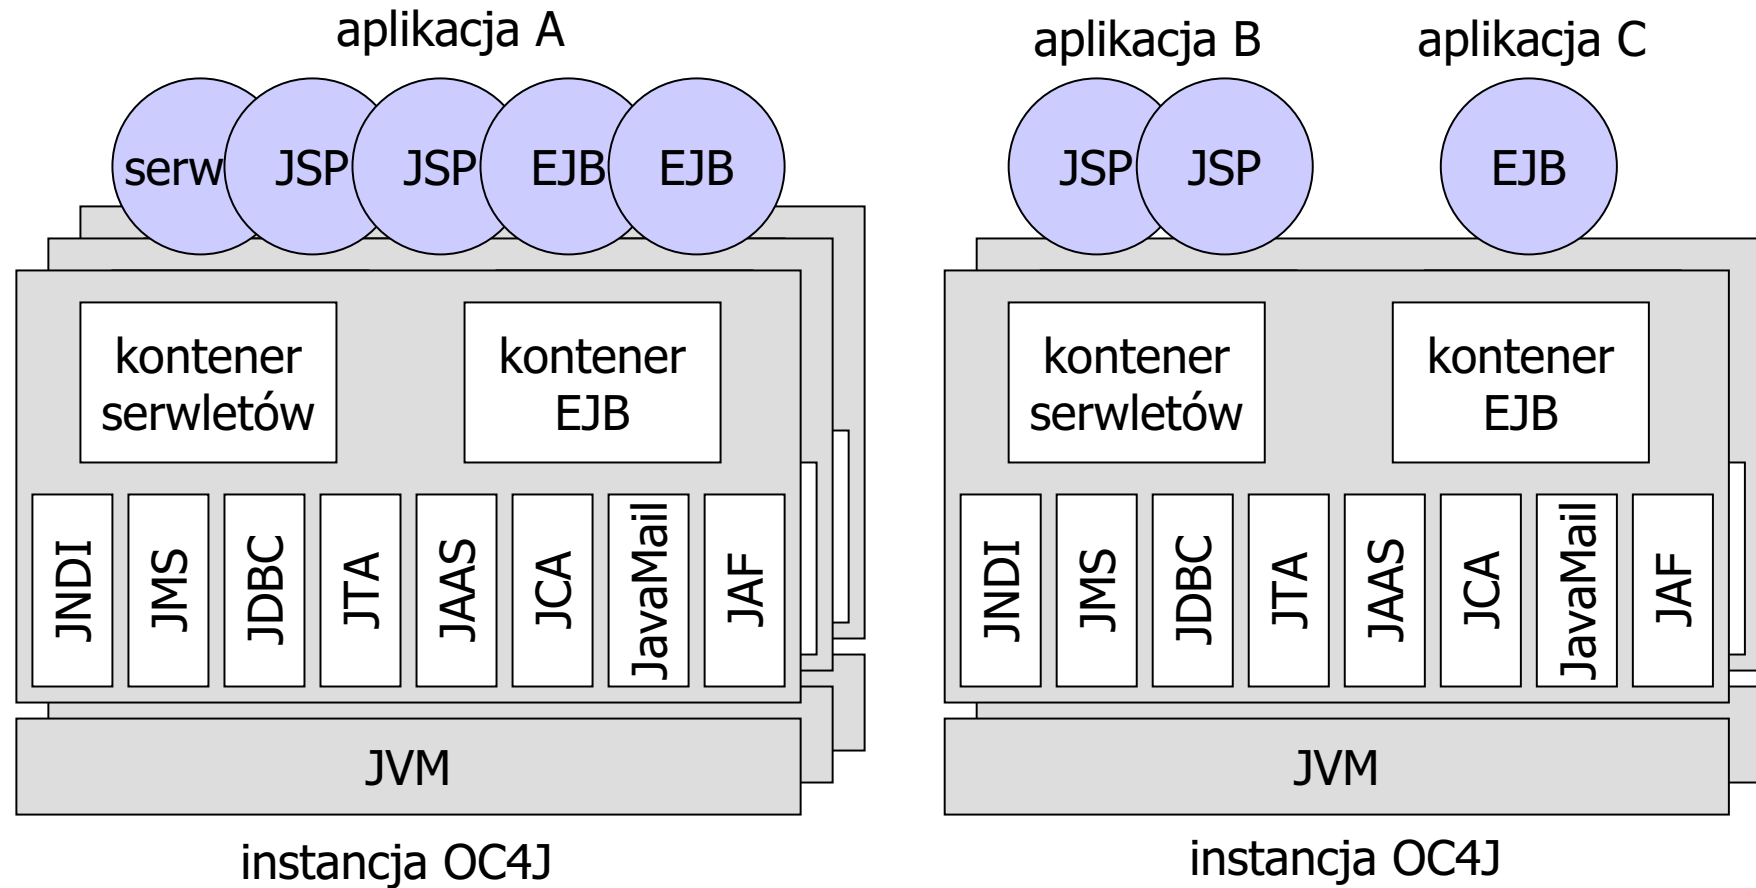 aplikacja A
serw
JSP
JSP
EJB
EJB
kontener
serwletów
kontener
EJB
JNDI
JMS
JDBC
JTA
JAAS
JCA
JavaMail
JAF
JVM
instancja OC4J
aplikacja B
aplikacja C
JSP
JSP
EJB
kontener
serwletów
kontener
EJB
JNDI
JMS
JDBC
JTA
JAAS
JCA
JavaMail
JAF
JVM
instancja OC4J